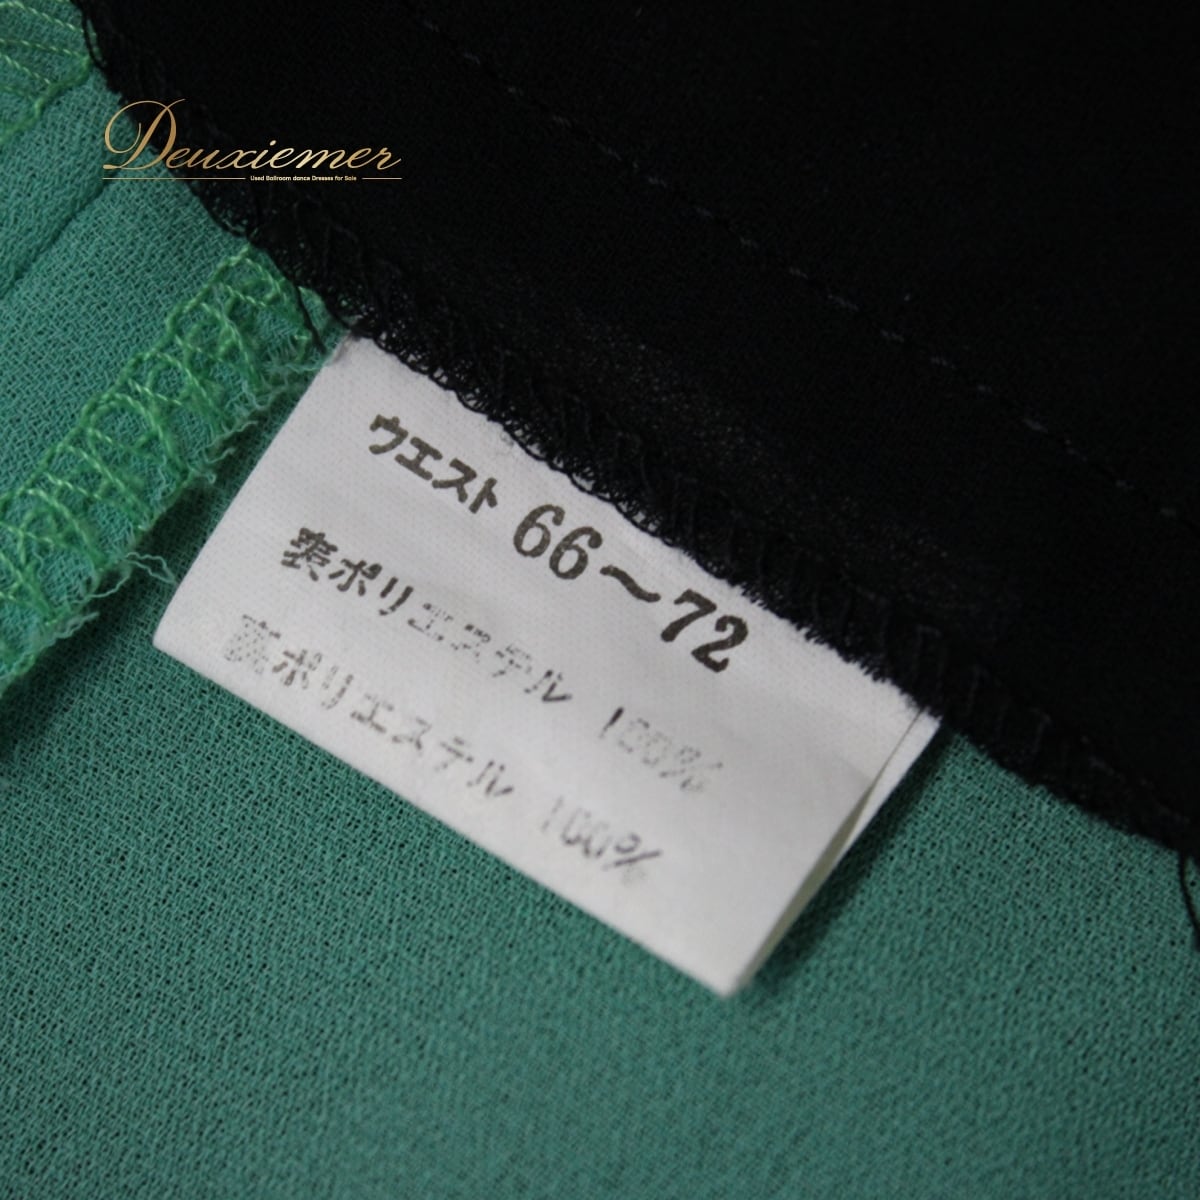 Deuxiemer
Used Ballroom dance Dresses for Sale
ウエスト 66～72
表ポリエステル 100%
裏ポリエステル 100%